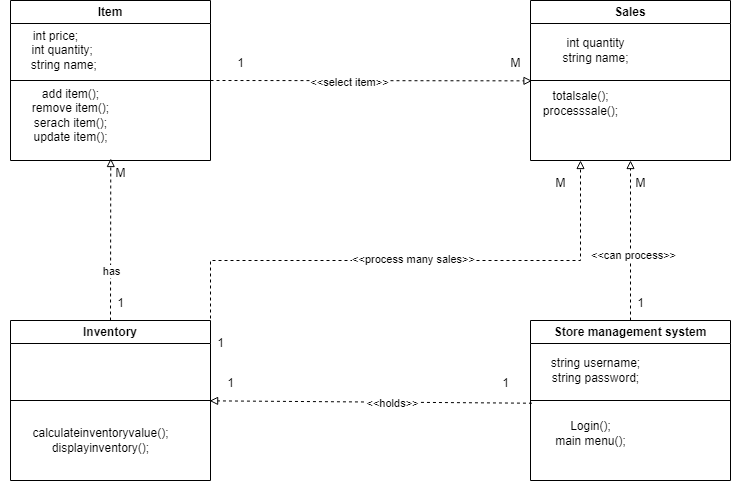 Item
int price;
int quantity;
string name;
add item();
remove item();
serach item();
update item();
1
<<select item>>
M
Sales
int quantity
string name;
totalsale();
processsale();
M
has
1
M
M
<<process many sales>>
<<can process>>
1
Inventory
calculateinventoryvalue();
displayinventory();
1
1
<<holds>>
1
Store management system
string username;
string password;
Login();
main menu();